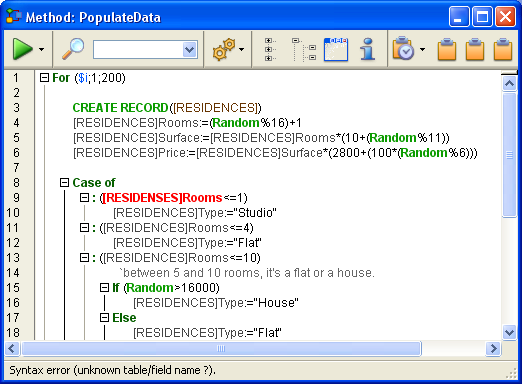 Method: PopulateData
1 For ($i;1;200)
2
3 CREATE RECORD([RESIDENCES])
4 [RESIDENCES]Rooms:=(Random%16)+1
5 [RESIDENCES]Surface:=[RESIDENCES]Rooms*(10+(Random%11))
6 [RESIDENCES]Price:=[RESIDENCES]Surface*(2800+(100*(Random%6)))
7
8 Case of
9 : ([RESIDENSES]Rooms<=1)
10 [RESIDENCES]Type:="Studio"
11 : ([RESIDENCES]Rooms<=4)
12 [RESIDENCES]Type:="Flat"
13 : ([RESIDENCES]Rooms<=10)
14 `between 5 and 10 rooms, it's a flat or a house.
15 If (Random>16000)
16 [RESIDENCES]Type:="House"
17 Else
18 [RESIDENCES]Type:="Flat"
Syntax error (unknown table/field name ?).